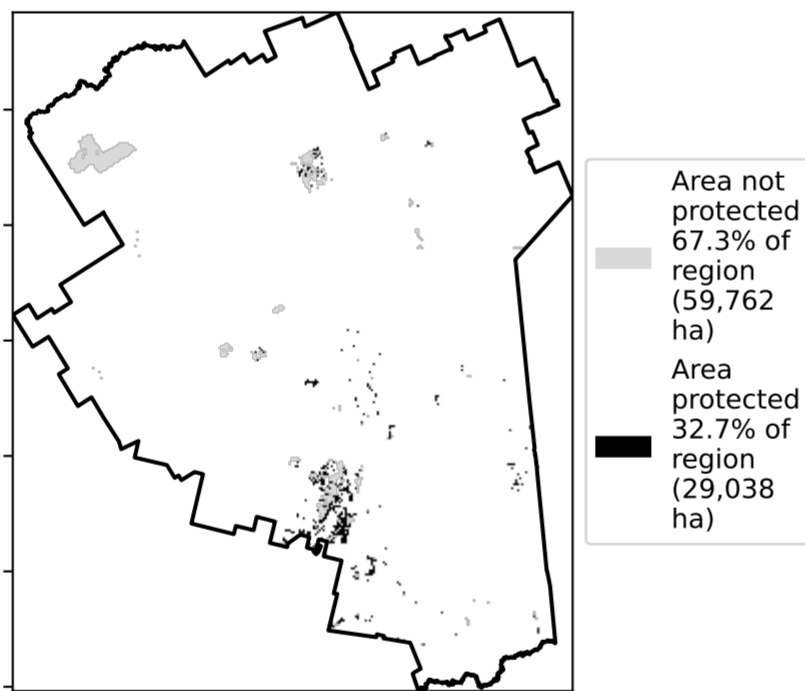 Area not
protected
67.3% of
region
(59,762
ha)
Area
protected
32.7% of
region
(29,038
ha)